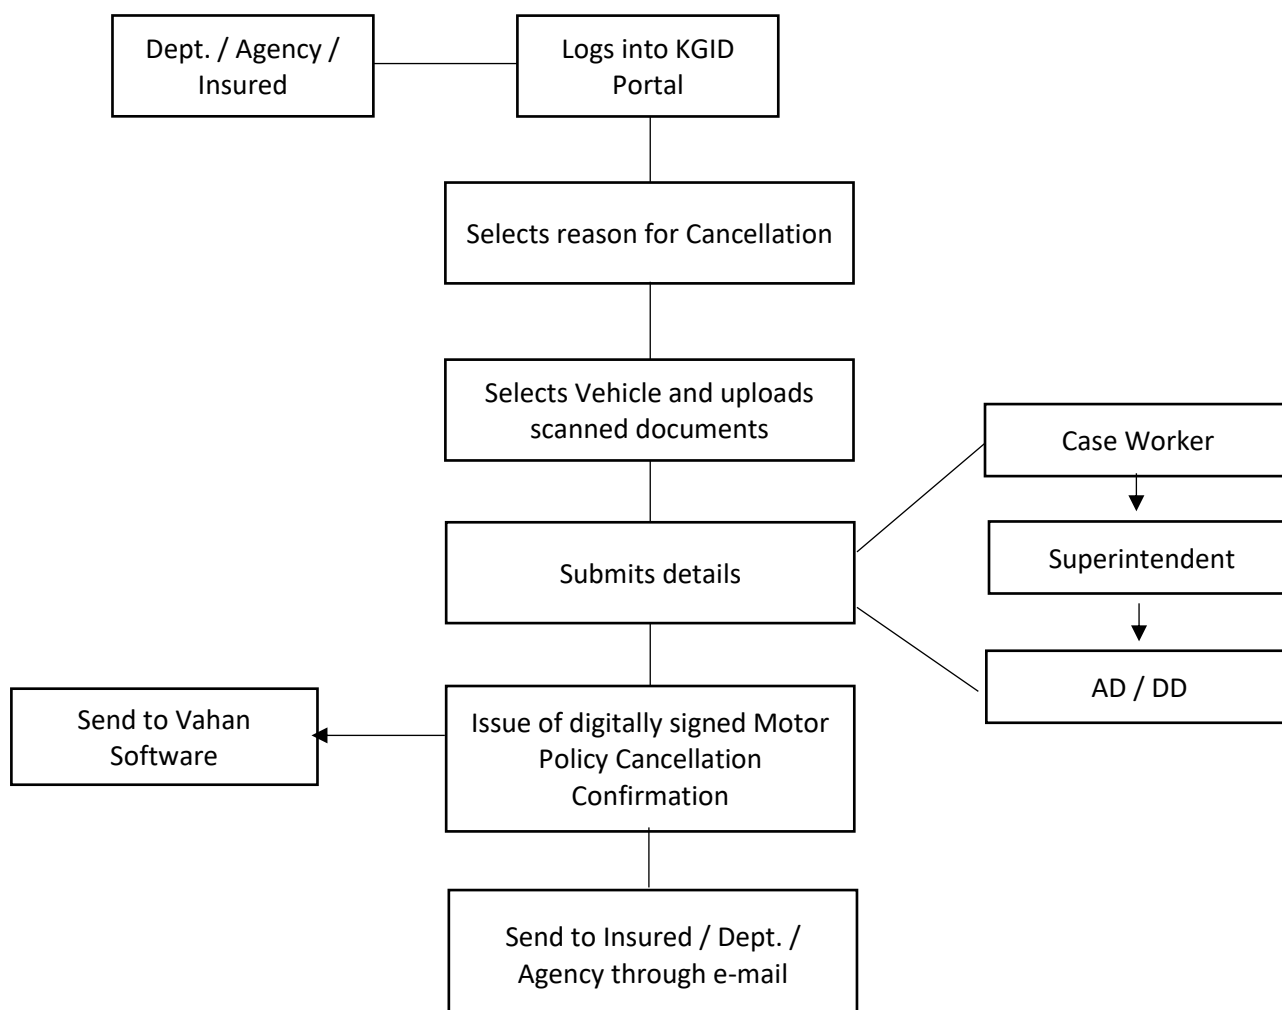 Dept. / Agency /
Insured
Logs into KGID
Portal
Selects reason for Cancellation
Selects Vehicle and uploads
scanned documents
Case Worker
Submits details
Superintendent
AD / DD
Send to Vahan
Software
Issue of digitally signed Motor
Policy Cancellation
Confirmation
Send to Insured / Dept. /
Agency through e-mail